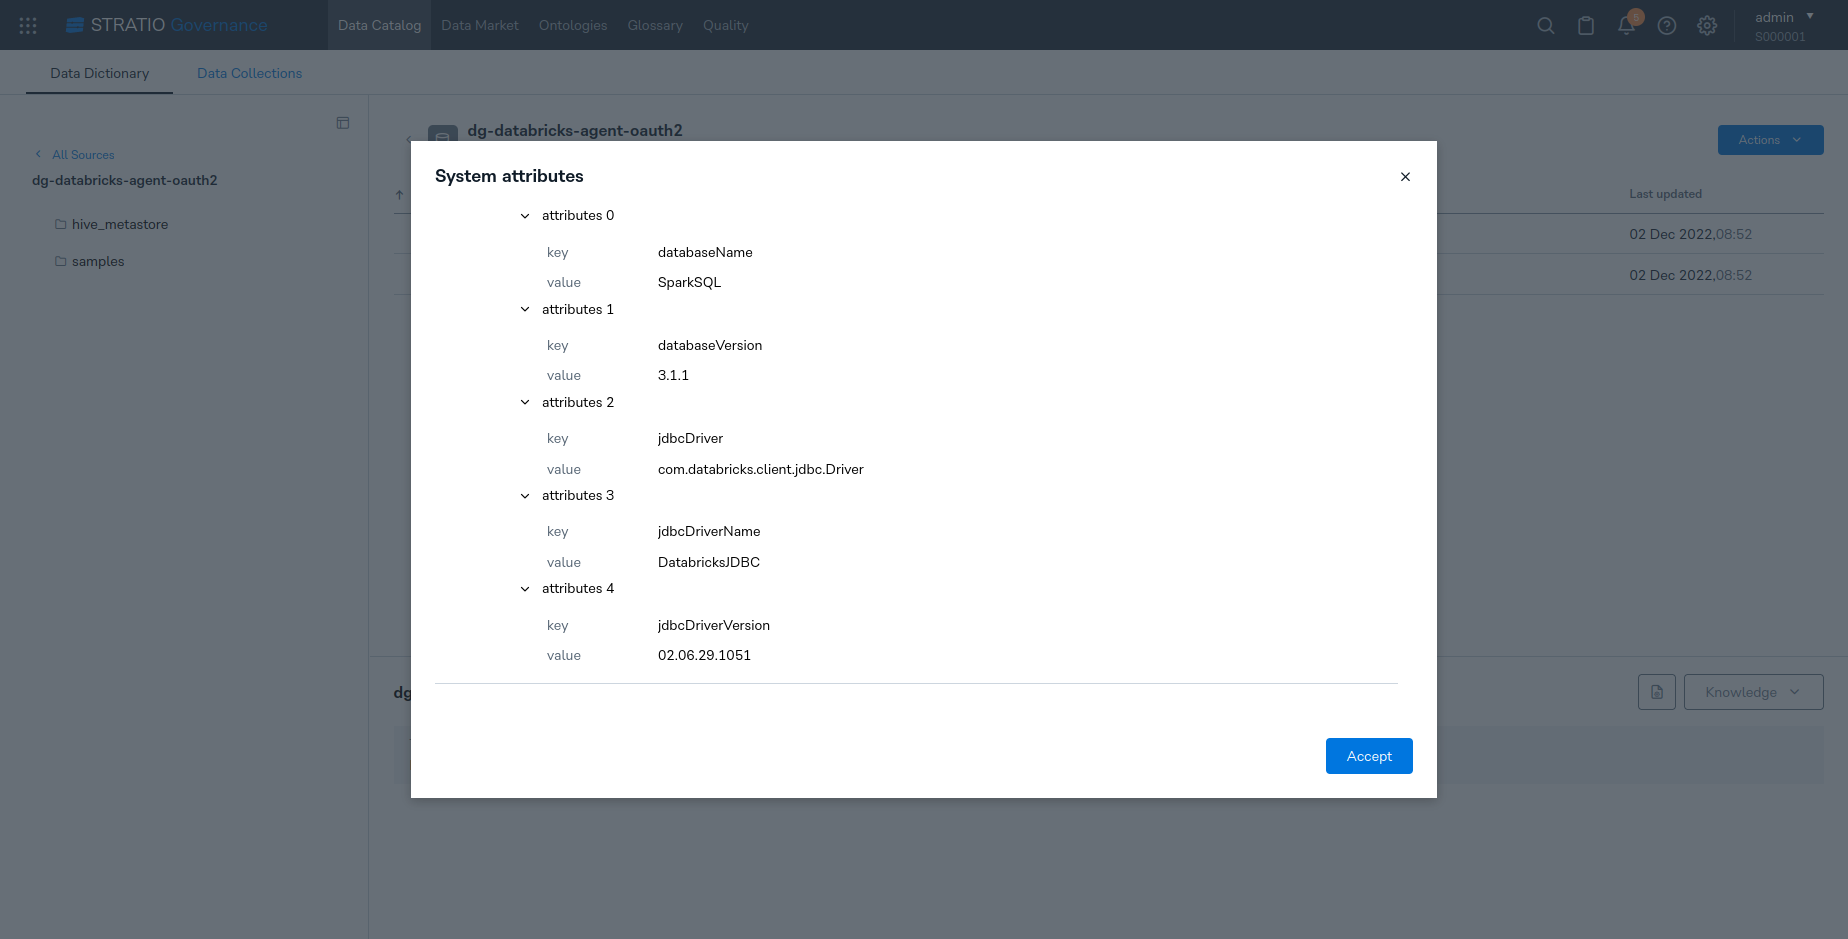 STRATIO Governance
Data Catalog
Data Market
Ontologies
Glossary
Quality
admin
S000001
Data Dictionary
Data Collections
All Sources
dg-databricks-agent-oauth2
hive_metastore
samples
dg-databricks-agent-oauth2
Actions
Last updated
02 Dec 2022,08:52
02 Dec 2022,08:52
System attributes
attributes 0
key databaseName
value SparkSQL
attributes 1
key databaseVersion
value 3.1.1
attributes 2
key jdbcDriver
value com.databricks.client.jdbc.Driver
attributes 3
key jdbcDriverName
value DatabricksJDBC
attributes 4
key jdbcDriverVersion
value 02.06.29.1051
dg
Knowledge
Accept